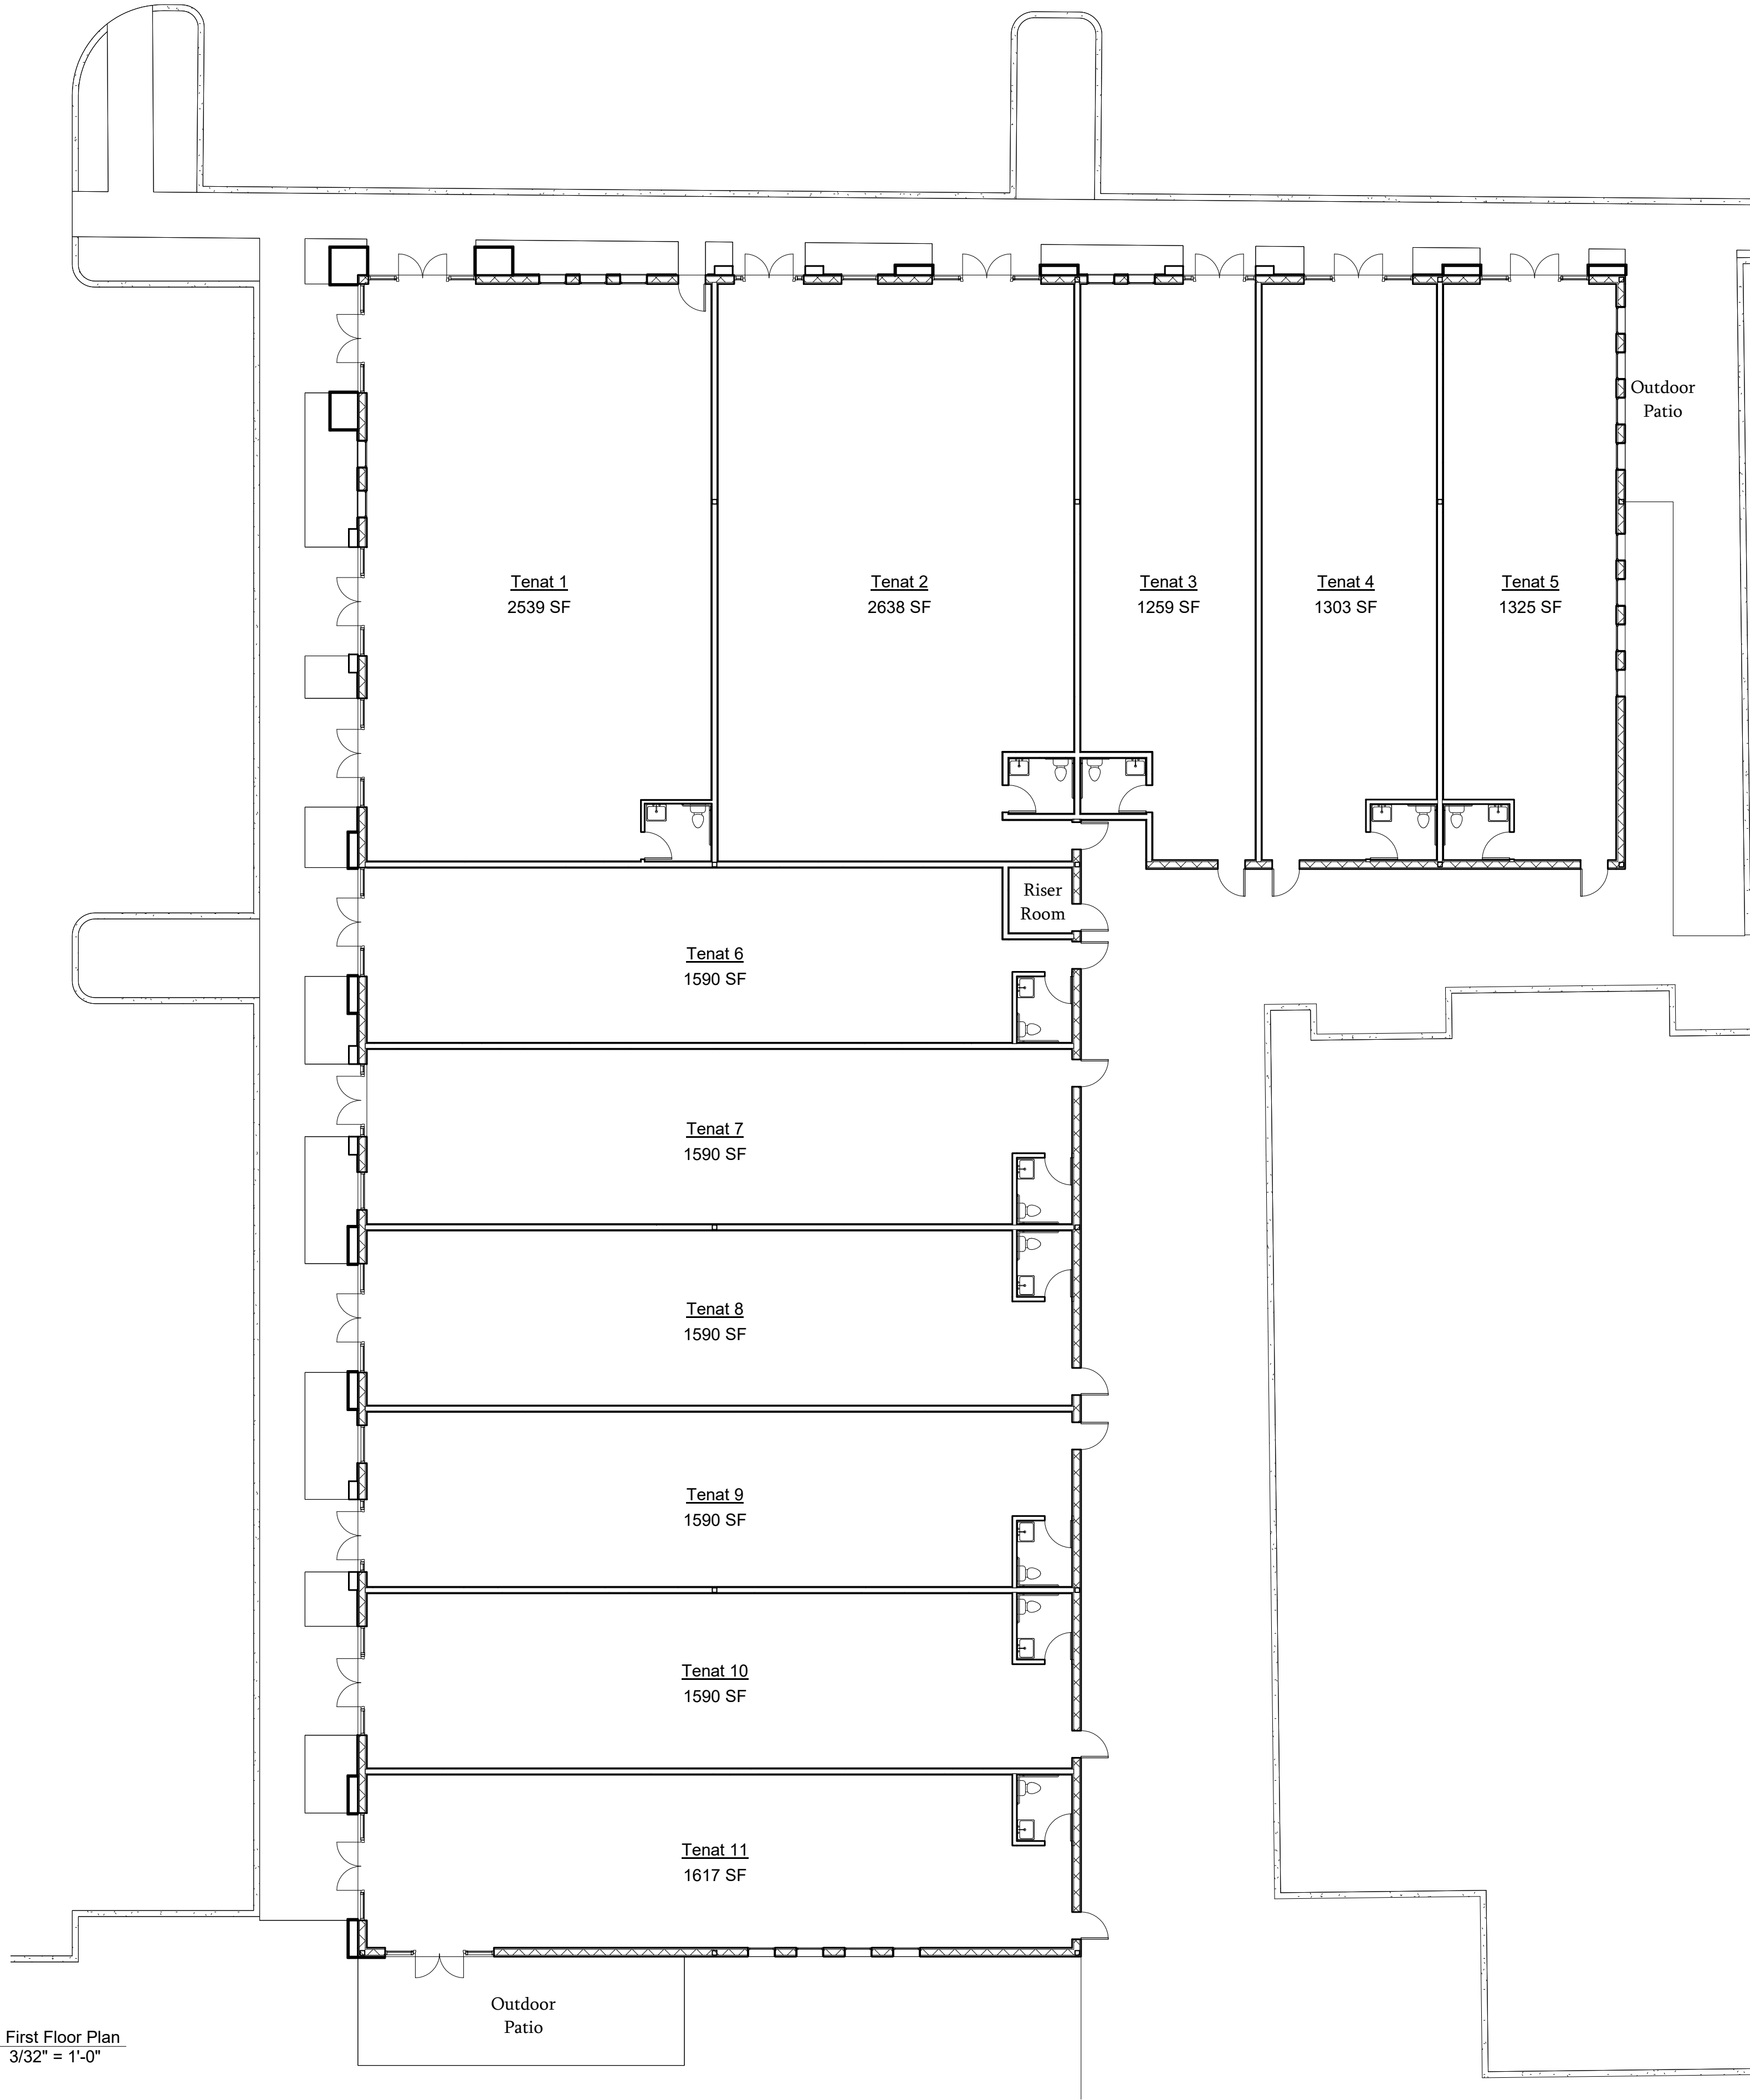 Outdoor
Patio
Tenat 1
2539 SF
Tenat 2
2638 SF
Tenat 3
1259 SF
Tenat 4
1303 SF
Tenat 5
1325 SF
Riser
Room
Tenat 6
1590 SF
Tenat 7
1590 SF
Tenat 8
1590 SF
Tenat 9
1590 SF
Tenat 10
1590 SF
Tenat 11
1617 SF
Outdoor
Patio
First Floor Plan
3/32" = 1'-0"